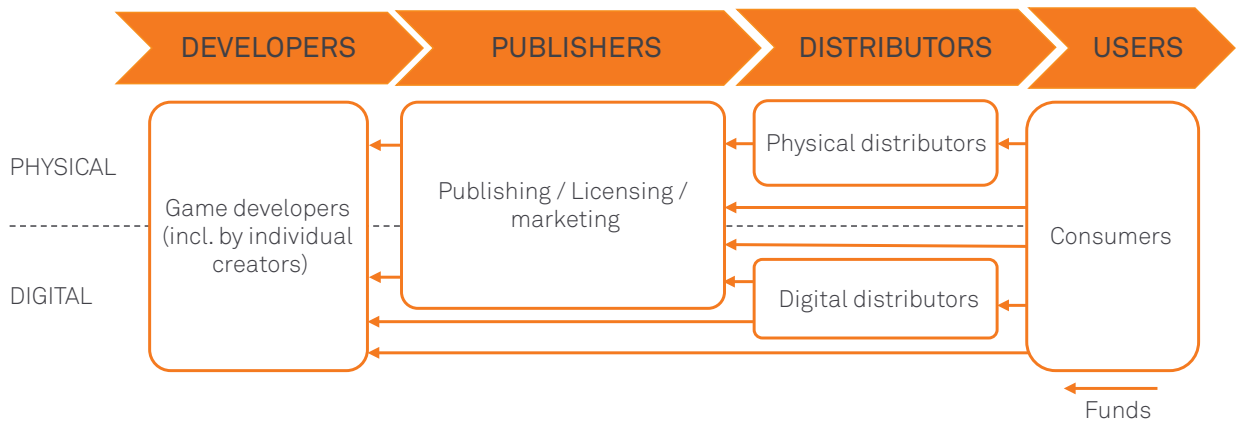 DEVELOPERS
PUBLISHERS
DISTRIBUTORS
USERS
PHYSICAL
DIGITAL
Game developers
(incl. by individual
creators)
Publishing / Licensing /
marketing
Physical distributors
Digital distributors
Consumers
Funds